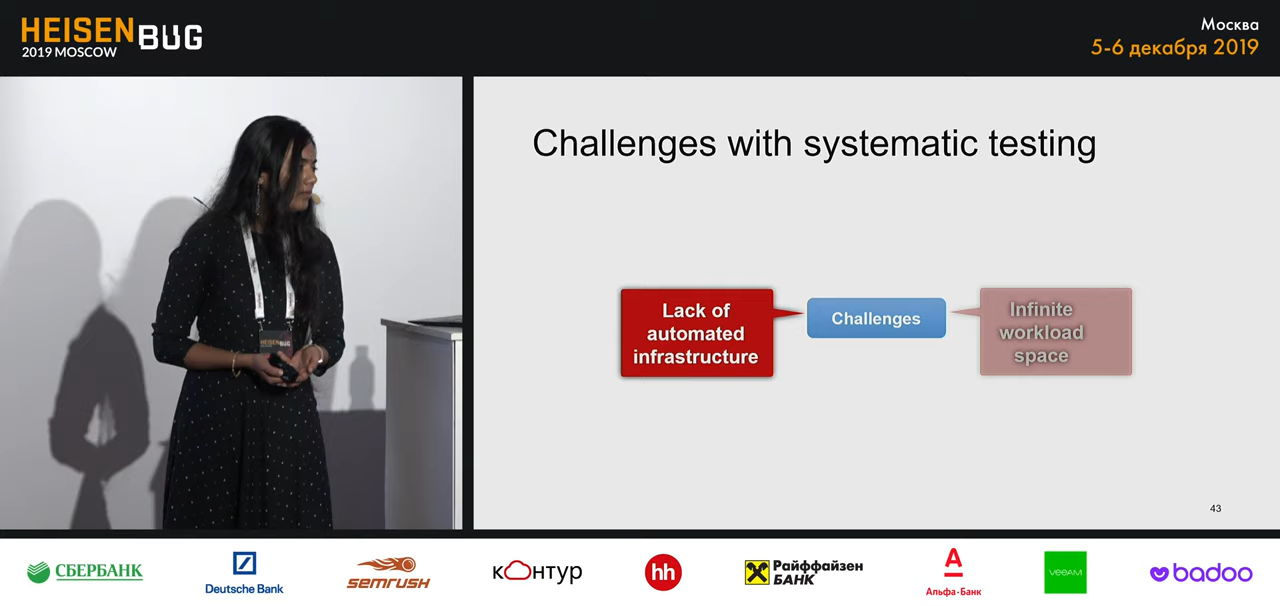 HEISENBUG
2019 MOSCOW
Москва
5-6 декабря 2019
Challenges with systematic testing
Lack of
automated
infrastructure
Challenges
Infinite
workload
space
43
HEISENBUG
СБЕРБАНК
Deutsche Bank
semrush
кОнтур
hh
Райффайзен
БАНК
А
Альфа·Банк
veeam
badoo